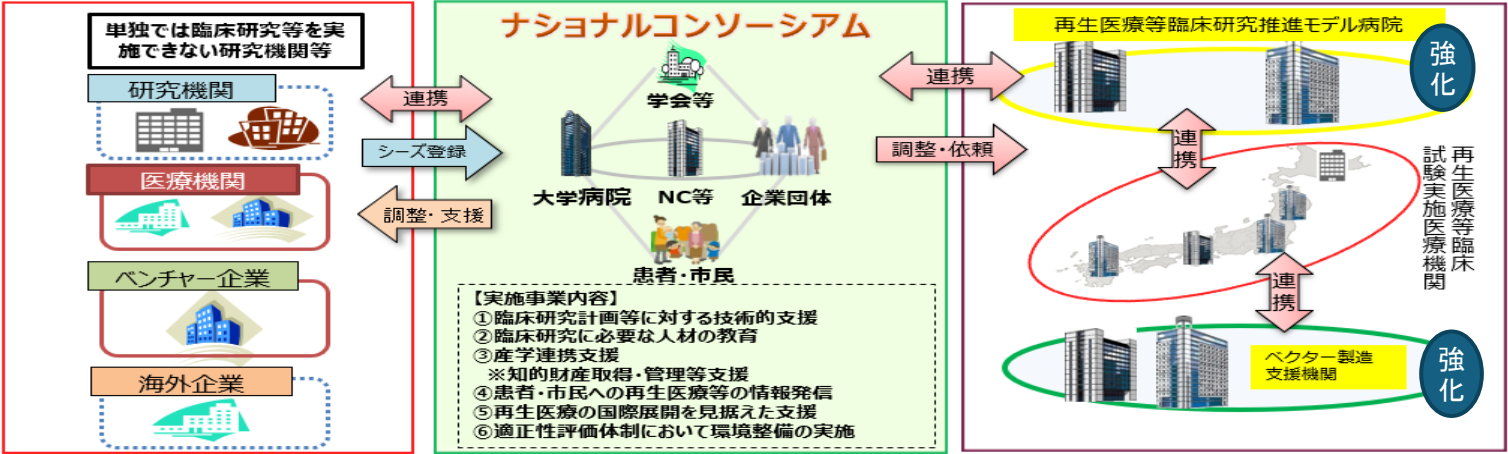 単独では臨床研究等を実
施できない研究機関等
研究機関
医療機関
ベンチャー企業
海外企業
連携
シーズ登録
調整・支援
ナショナルコンソーシアム
学会等
大学病院
NC等
企業団体
患者・市民
【実施事業内容】
①臨床研究計画等に対する技術的支援
②臨床研究に必要な人材の教育
③産学連携支援
※知的財産取得・管理等支援
④患者・市民への再生医療等の情報発信
⑤再生医療の国際展開を見据えた支援
⑥適正性評価体制において環境整備の実施
連携
調整・依頼
再生医療等臨床研究推進モデル病院
強化
連携
再生医療等臨床
試験実施医療機関
連携
ベクター製造
支援機関
強化